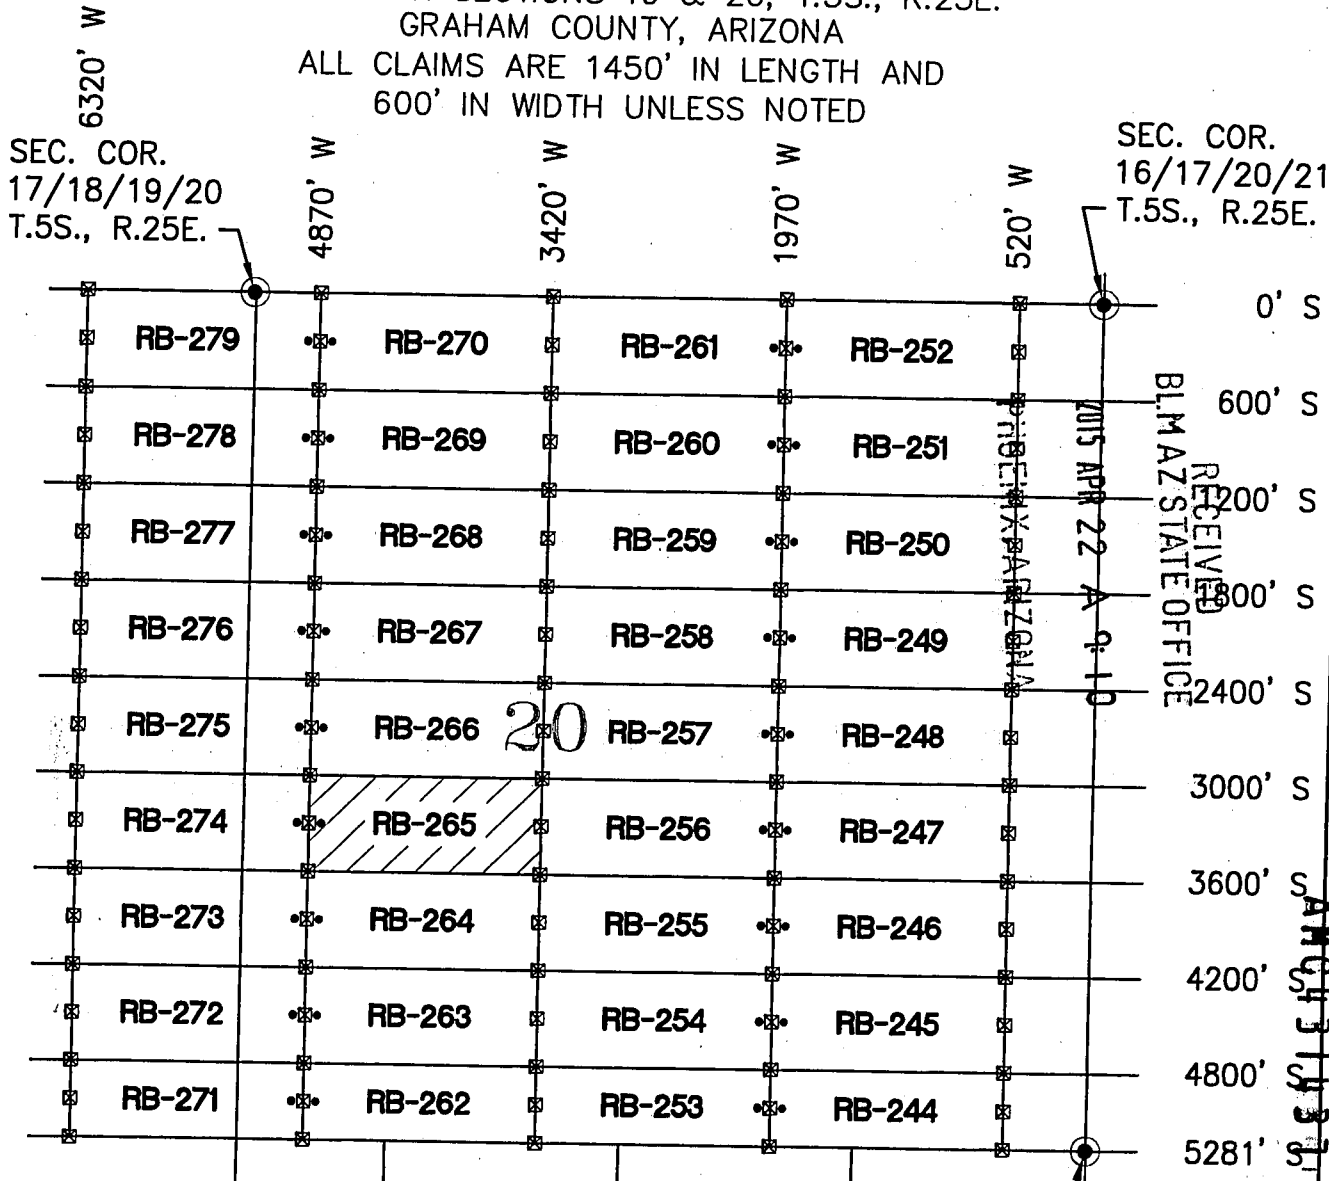 SECTIONS 19 & 20, T.5S., R.25E.
GRAHAM COUNTY, ARIZONA
ALL CLAIMS ARE 1450' IN LENGTH AND
600' IN WIDTH UNLESS NOTED
SEC. COR.
17/18/19/20
T.5S., R.25E.
SEC. COR.
16/17/20/21
T.5S., R.25E.
6320' W
4870' W
3420' W
1970' W
520' W
RB-279 RB-270 RB-261 RB-252 0' S
RB-278 RB-269 RB-260 RB-251 600' S
RB-277 RB-268 RB-259 RB-250 1200' S
RB-276 RB-267 RB-258 RB-249 1800' S
RB-275 RB-266 20 RB-257 RB-248 2400' S
RB-274 RB-265 RB-256 RB-247 3000' S
RB-273 RB-264 RB-255 RB-246 3600' S
RB-272 RB-263 RB-254 RB-245 4200' S
RB-271 RB-262 RB-253 RB-244 4800' S
5281' S
RECEIVED
BLM AZ STATE OFFICE
2015 APR 22 A 9:10
PHOENIX, ARIZONA